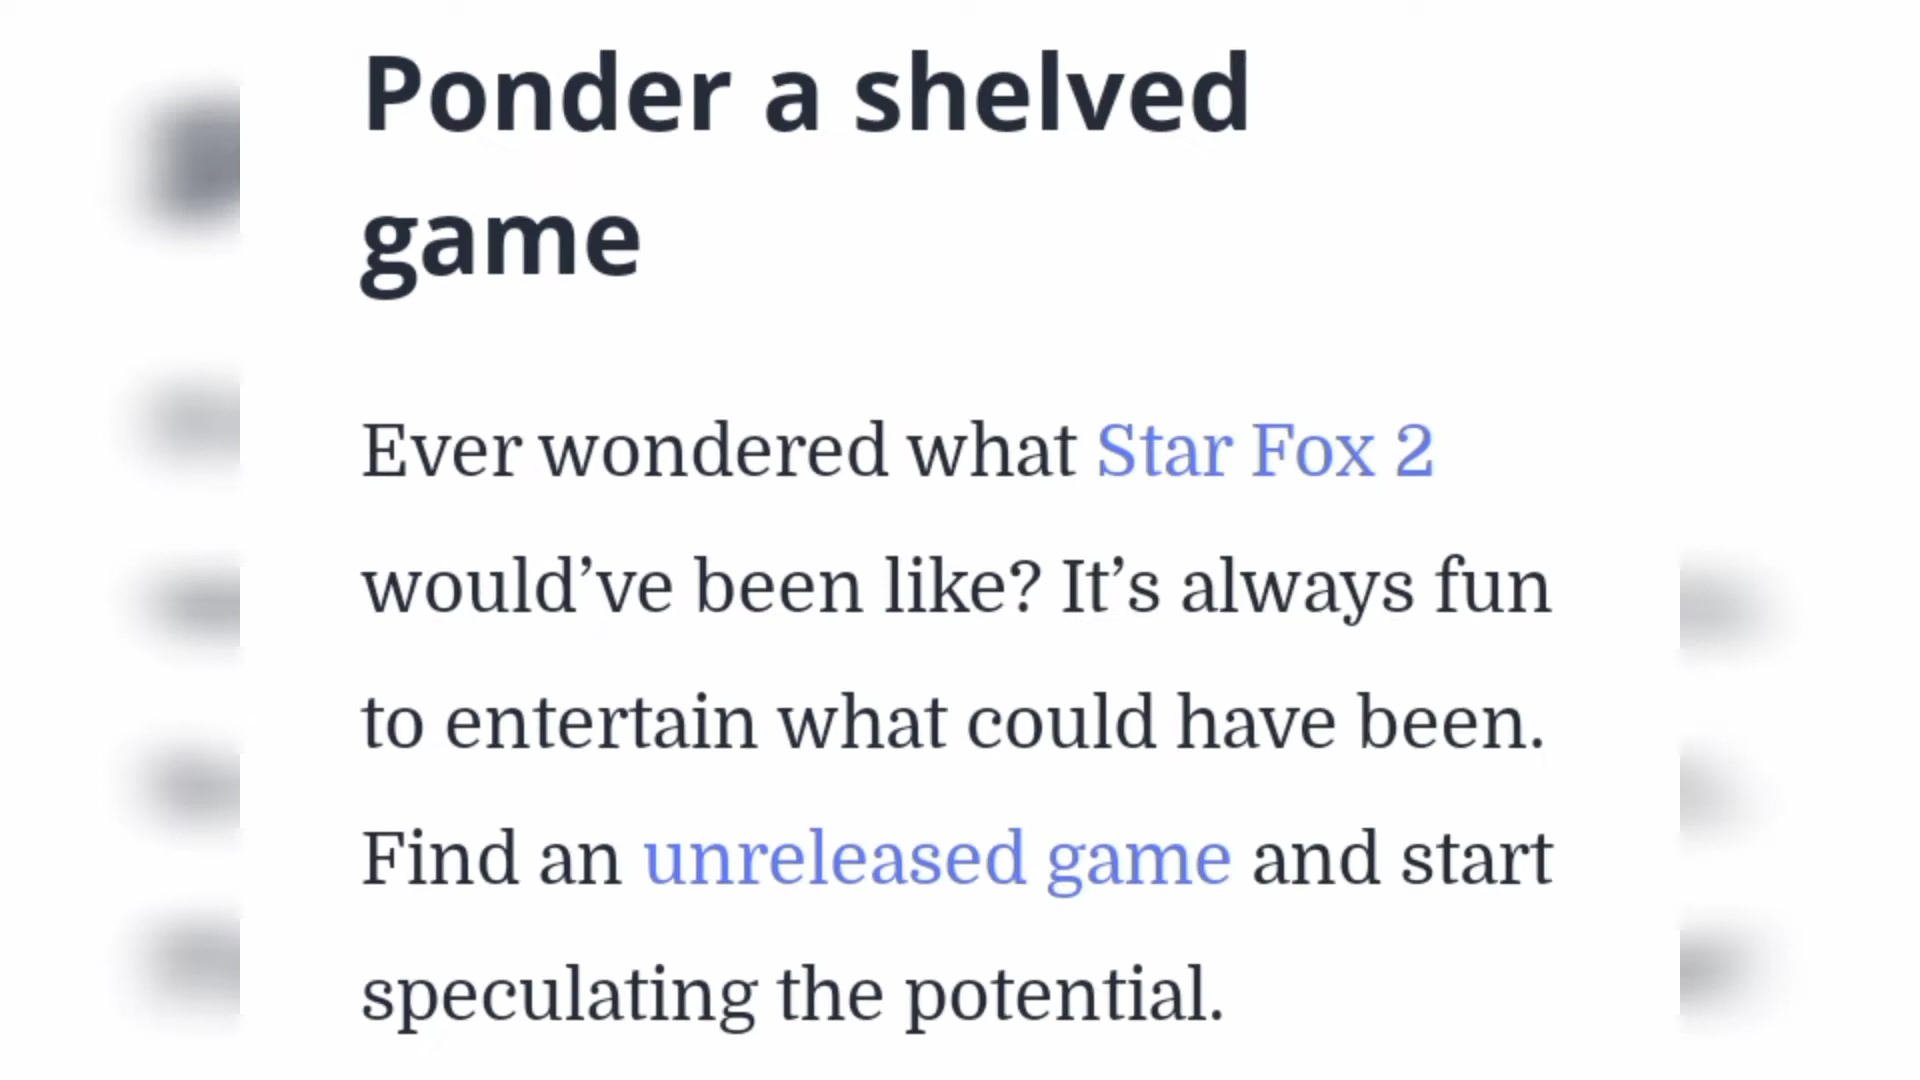 Ponder a shelved
game
Ever wondered what Star Fox 2
would’ve been like? It’s always fun
to entertain what could have been.
Find an unreleased game and start
speculating the potential.